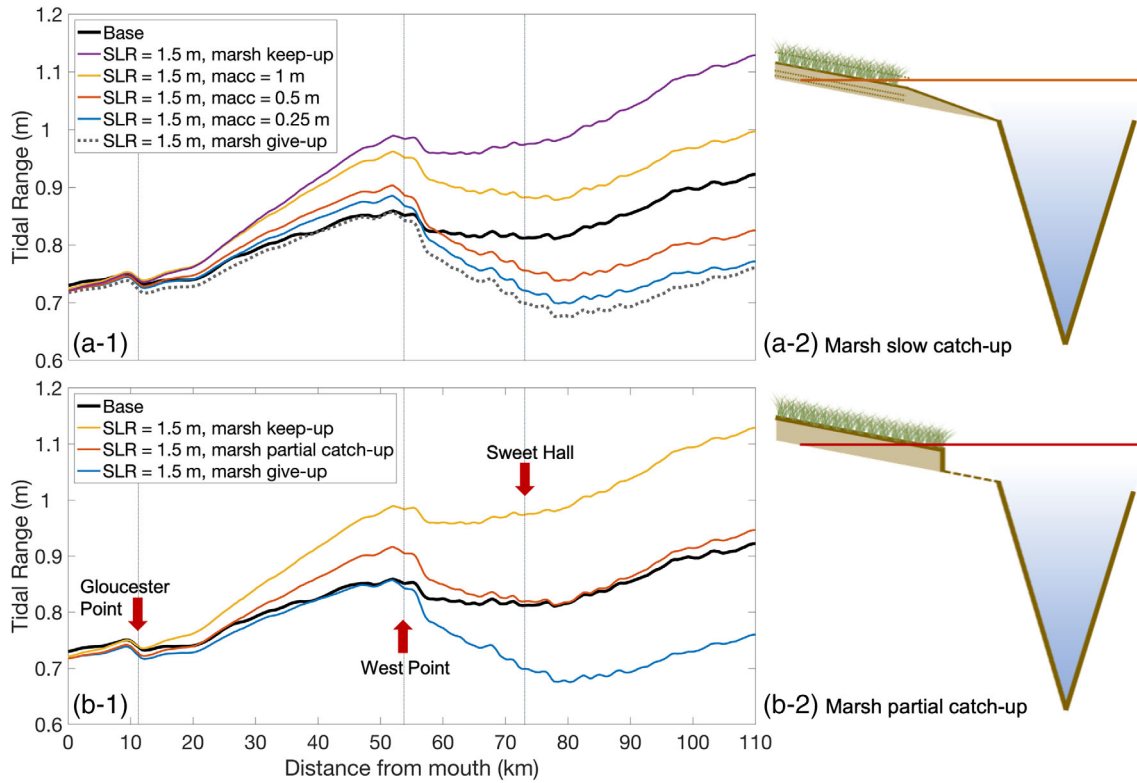 1.2
1.1
1
0.9
0.8
0.7
0.6
Tidal Range (m)
Base
SLR = 1.5 m, marsh keep-up
SLR = 1.5 m, macc = 1 m
SLR = 1.5 m, macc = 0.5 m
SLR = 1.5 m, macc = 0.25 m
SLR = 1.5 m, marsh give-up
(a-1)
(a-2) Marsh slow catch-up
1.2
1.1
1
0.9
0.8
0.7
0.6
Tidal Range (m)
Base
SLR = 1.5 m, marsh keep-up
SLR = 1.5 m, marsh partial catch-up
SLR = 1.5 m, marsh give-up
Gloucester
Point
West Point
Sweet Hall
(b-1)
0 10 20 30 40 50 60 70 80 90 100 110
Distance from mouth (km)
(b-2) Marsh partial catch-up